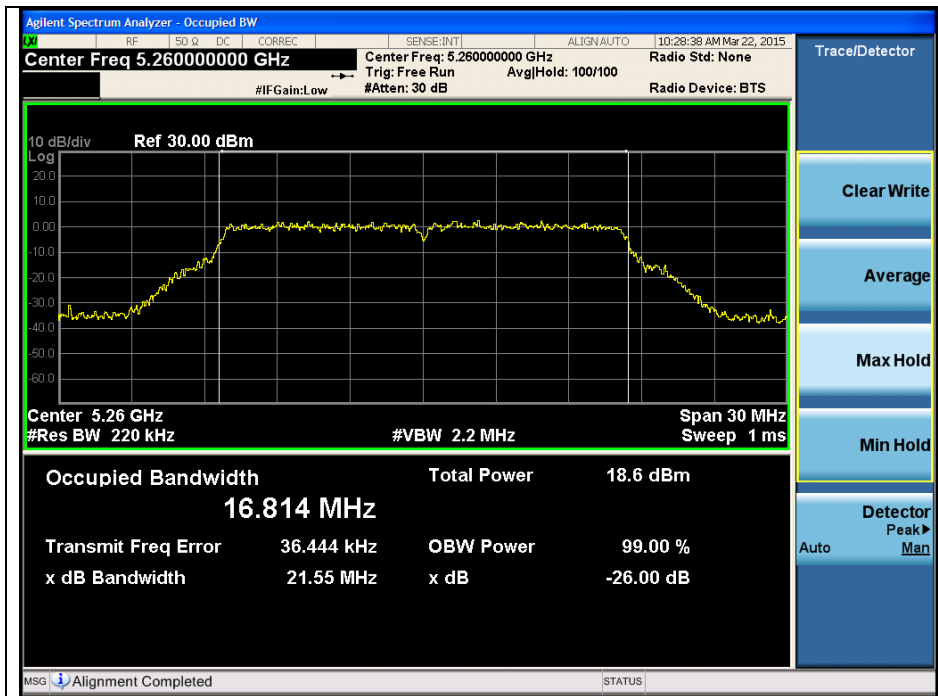 Agilent Spectrum Analyzer - Occupied BW
LXI RF 50 Ω DC CORREC SENSE:INT ALIGN AUTO 10:28:38 AM Mar 22, 2015
Center Freq 5.260000000 GHz Center Freq: 5.260000000 GHz Radio Std: None
Trig: Free Run Avg|Hold: 100/100
#IFGain:Low #Atten: 30 dB Radio Device: BTS
Trace/Detector
10 dB/div Ref 30.00 dBm
Log
20.0
10.0
0.00
-10.0
-20.0
-30.0
-40.0
-50.0
-60.0
Center 5.26 GHz Span 30 MHz
#Res BW 220 kHz #VBW 2.2 MHz Sweep 1 ms
Occupied Bandwidth Total Power 18.6 dBm
16.814 MHz
Transmit Freq Error 36.444 kHz OBW Power 99.00 %
x dB Bandwidth 21.55 MHz x dB -26.00 dB
Clear Write
Average
Max Hold
Min Hold
Detector
Peak▶
Auto Man
MSG Alignment Completed STATUS